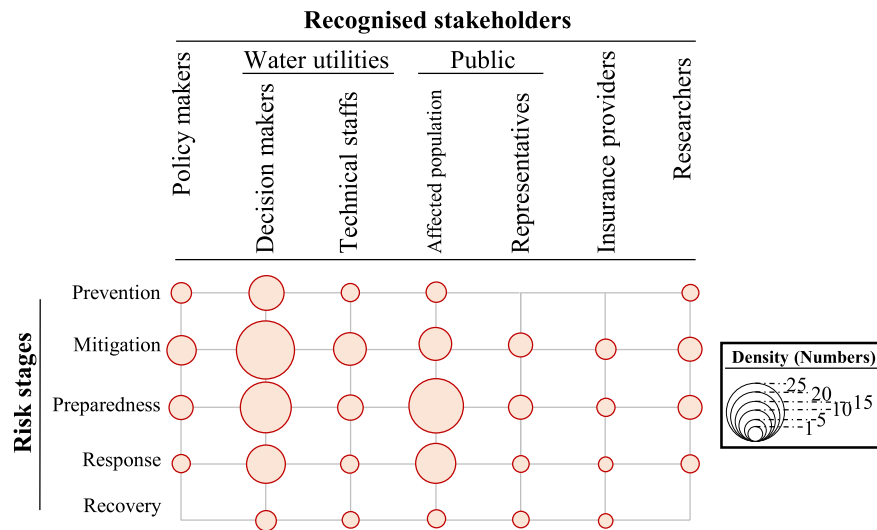 Recognised stakeholders
Water utilities
Public
Policy makers
Decision makers
Technical staffs
Affected population
Representatives
Insurance providers
Researchers
Risk stages
Prevention
Mitigation
Preparedness
Response
Recovery
Density (Numbers)
25
20
15
10
5
1